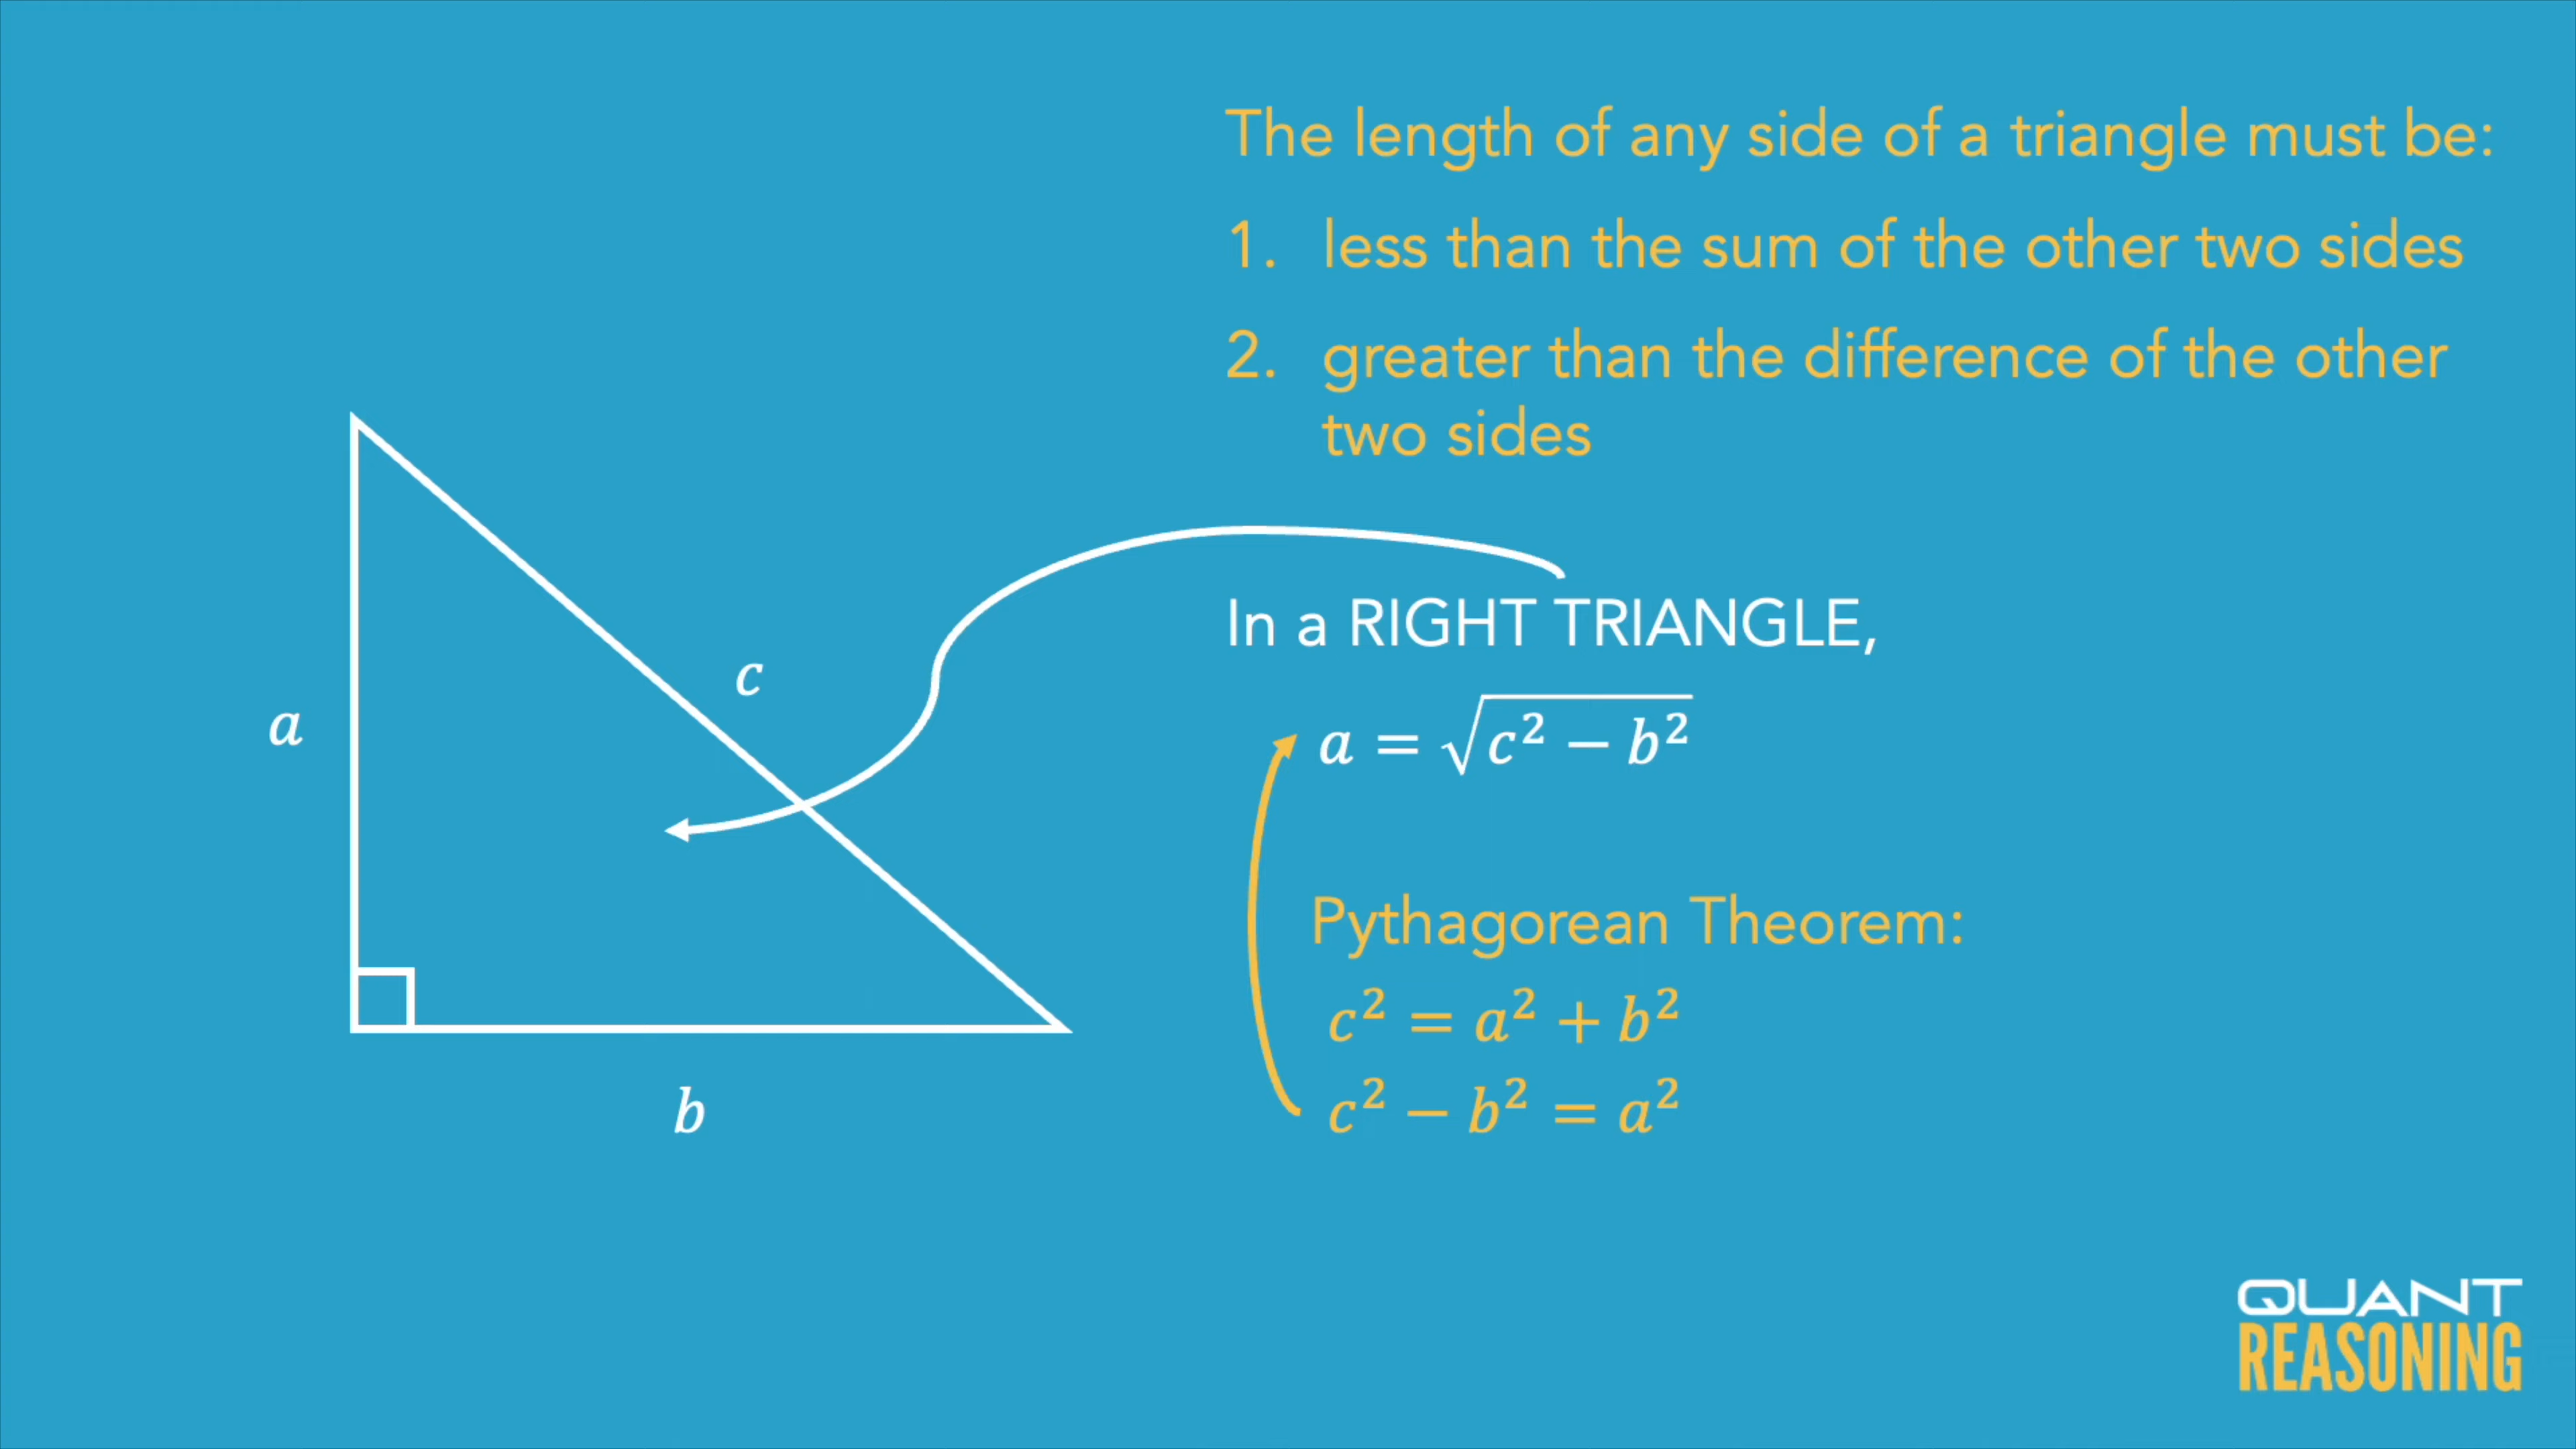 The length of any side of a triangle must be:
1. less than the sum of the other two sides
2. greater than the difference of the other
two sides
In a RIGHT TRIANGLE,
c
a
a = √(c² − b²)
Pythagorean Theorem:
c² = a² + b²
c² − b² = a²
b
QUANT
REASONING